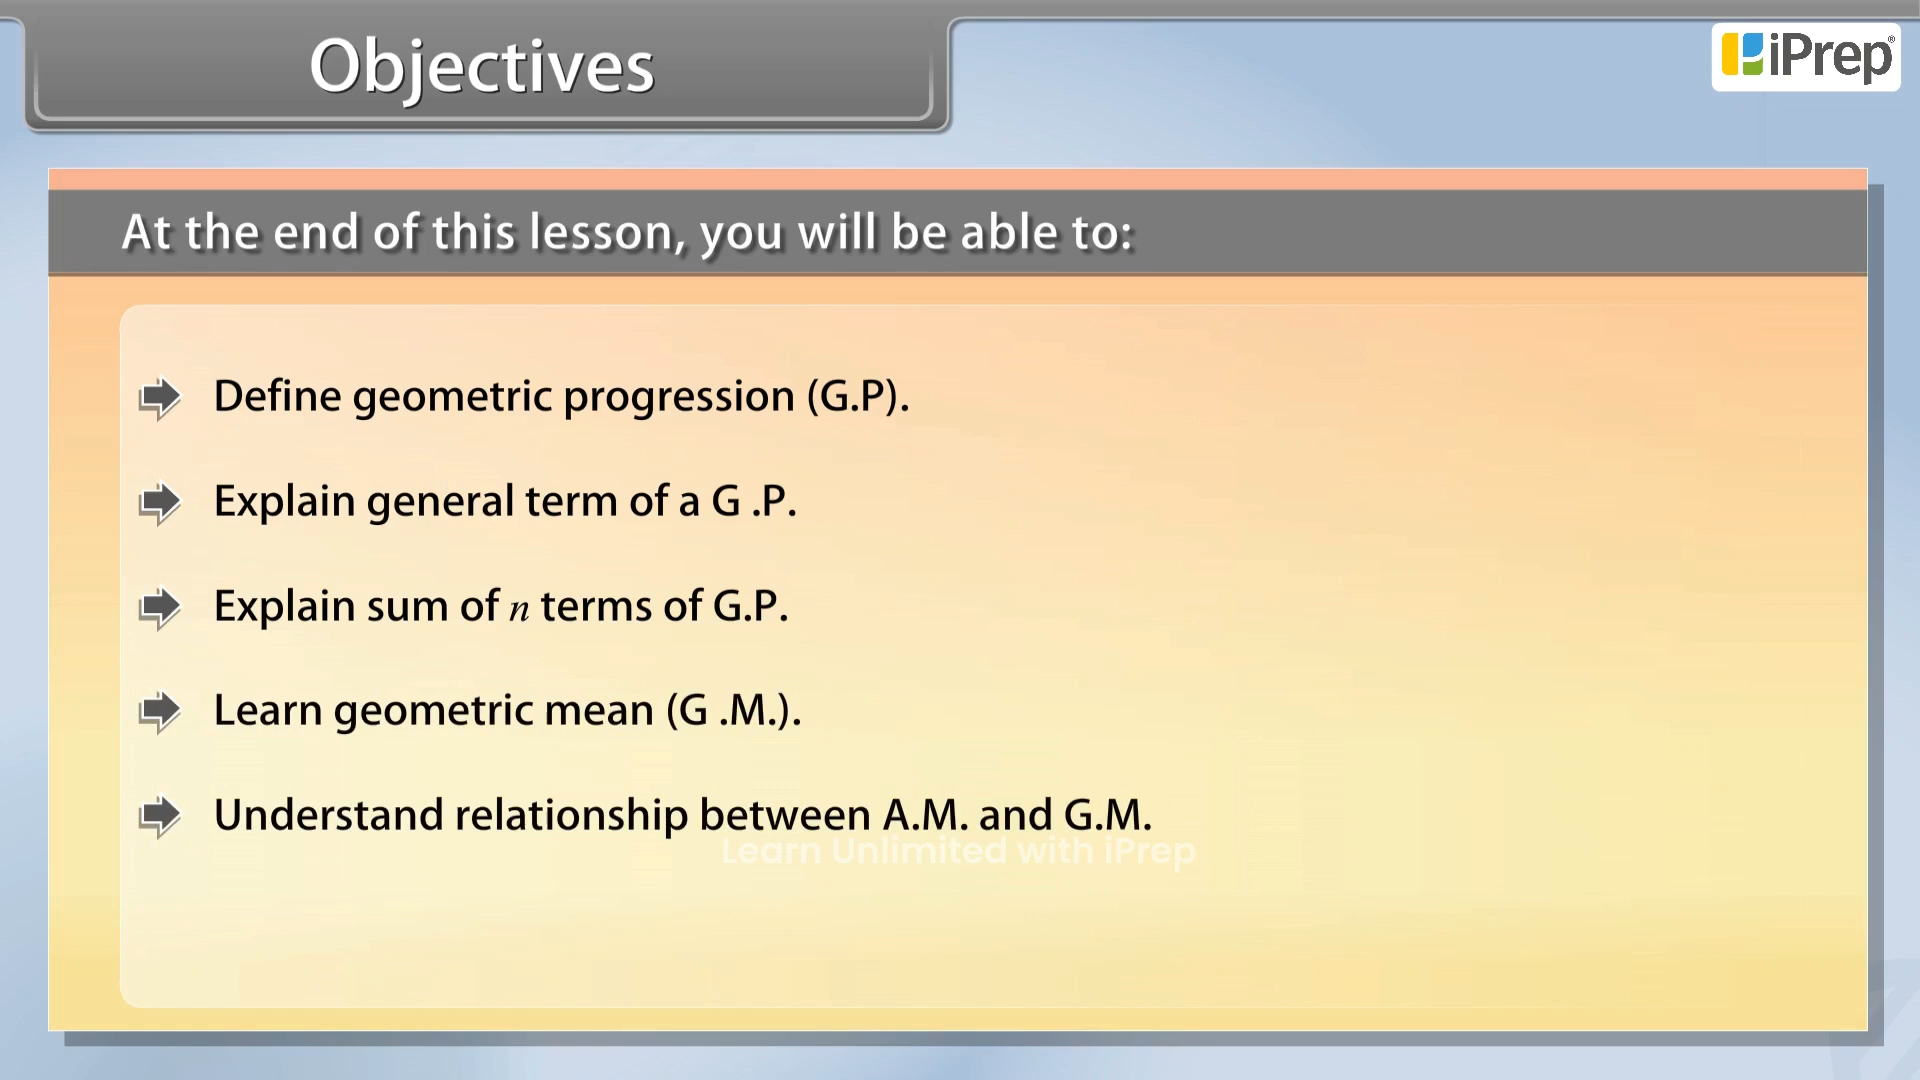 Objectives
iPrep®
At the end of this lesson, you will be able to:
Define geometric progression (G.P).
Explain general term of a G .P.
Explain sum of n terms of G.P.
Learn geometric mean (G .M.).
Understand relationship between A.M. and G.M.
Learn Unlimited with iPrep